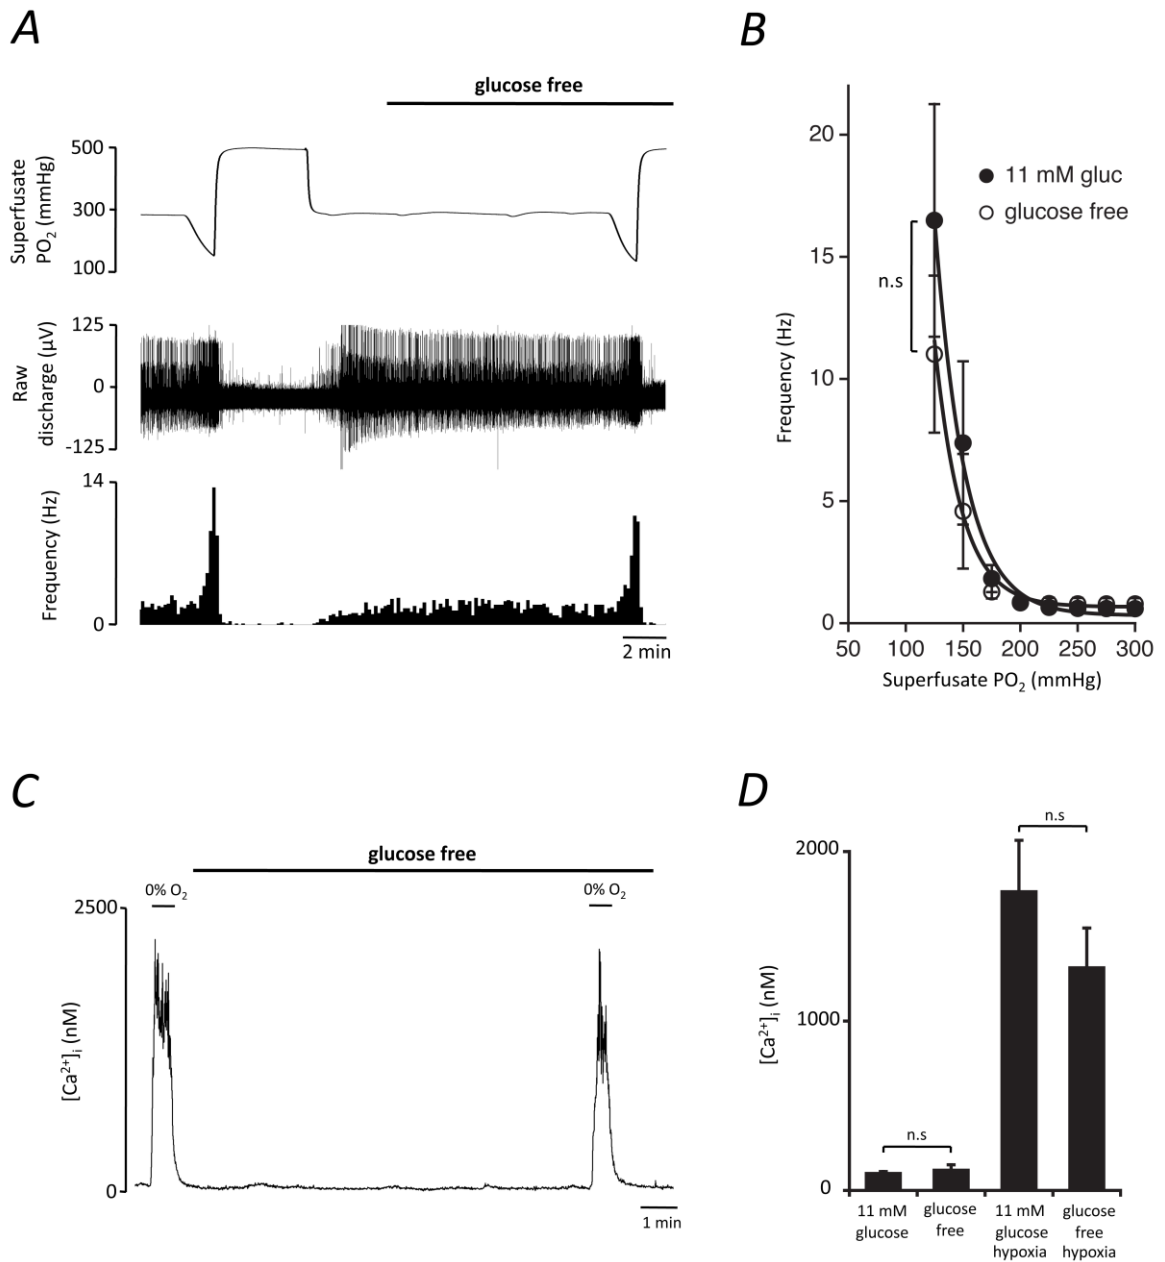 A
glucose free
Superfusate
PO2 (mmHg)
500
300
100
Raw
discharge (µV)
125
0
-125
Frequency (Hz)
14
0
2 min
B
Frequency (Hz)
20
15
10
5
0
n.s
11 mM gluc
glucose free
50 100 150 200 250 300
Superfusate PO2 (mmHg)
C
glucose free
0% O2
0% O2
[Ca2+]i (nM)
2500
0
1 min
D
[Ca2+]i (nM)
2000
1000
0
n.s
n.s
11 mM
glucose
glucose
free
11 mM
glucose
hypoxia
glucose
free
hypoxia